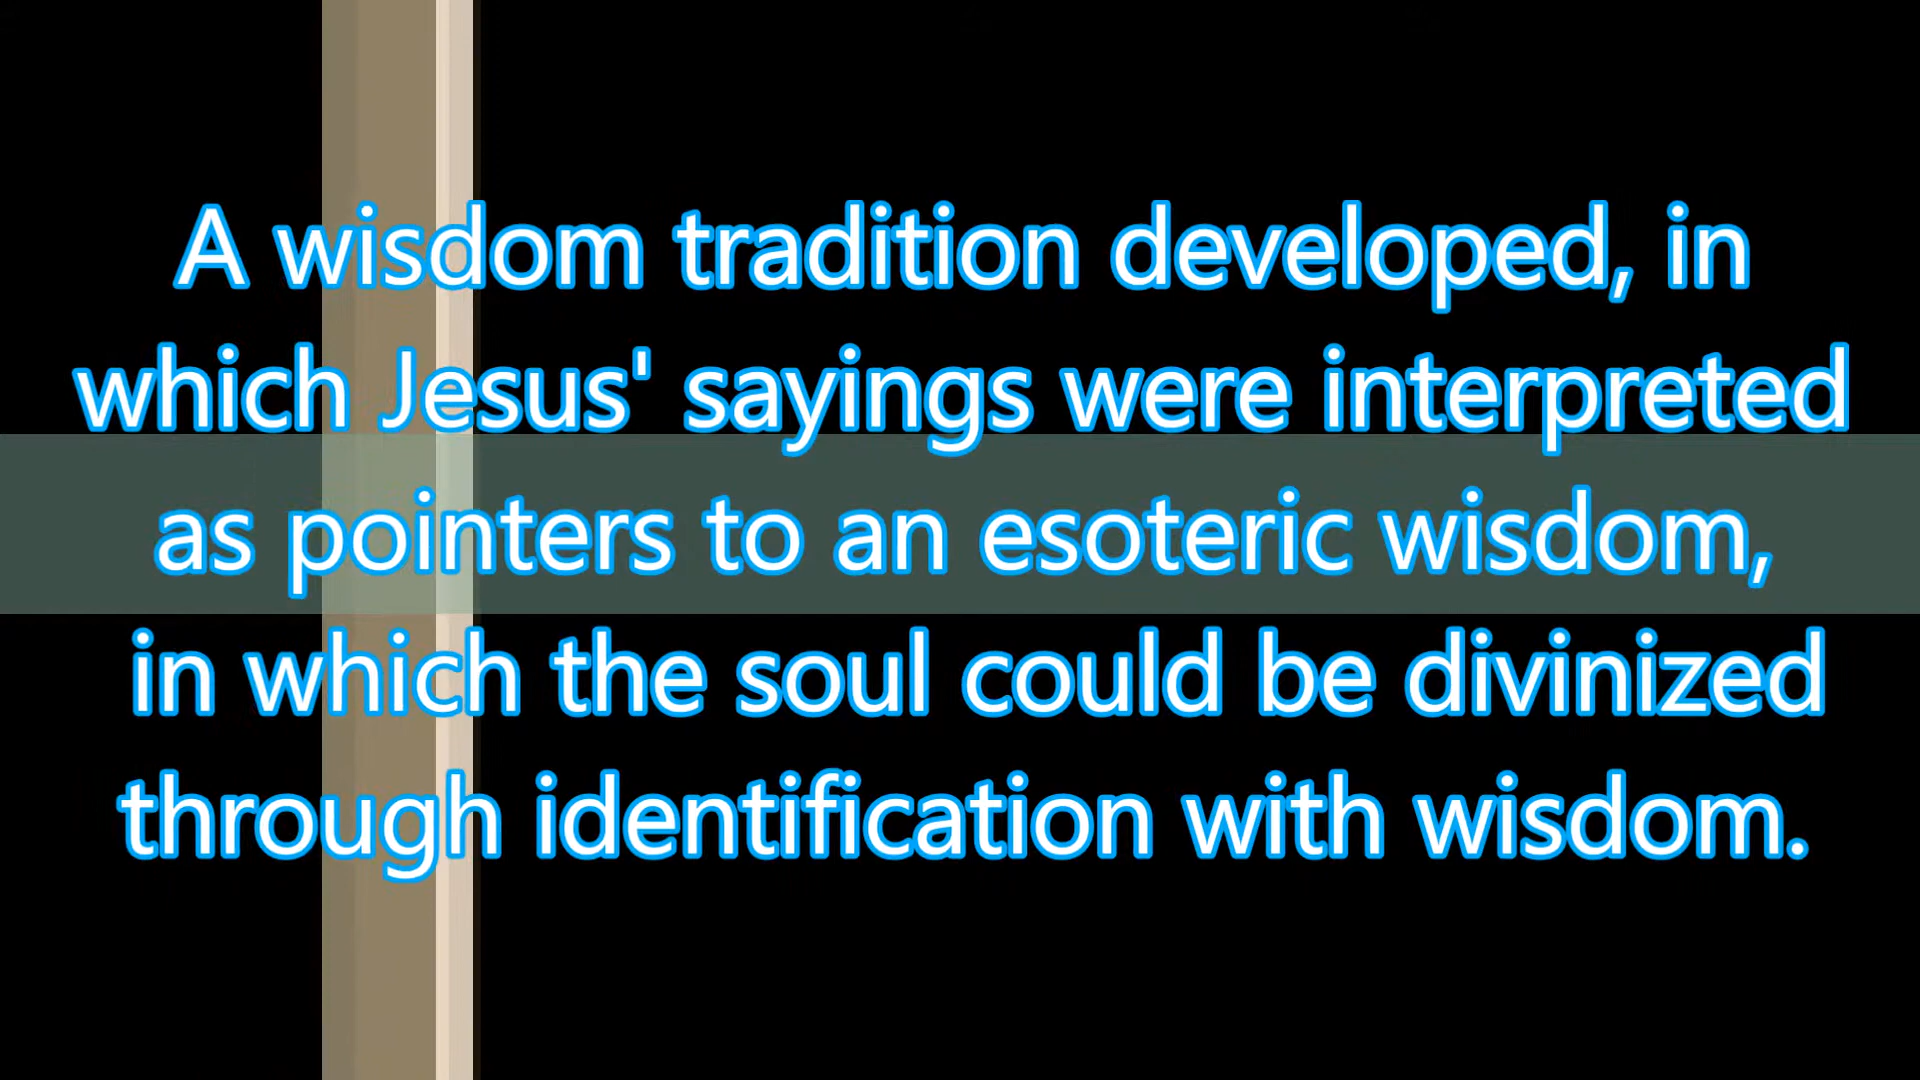 A wisdom tradition developed, in
which Jesus' sayings were interpreted
as pointers to an esoteric wisdom,
in which the soul could be divinized
through identification with wisdom.